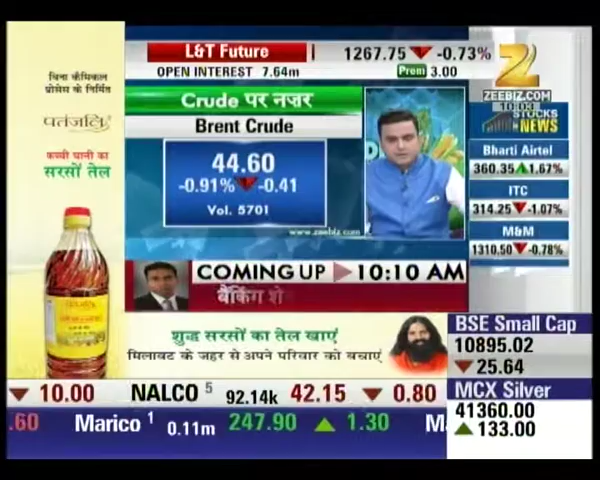 L&T Future
1267.75 -0.73%
OPEN INTEREST 7.64m
Prem 3.00
ZEEBIZ.COM
10:03
STOCKS
IN NEWS
बिना केमिकल
प्रोसेस के निर्मित
पतंजलि
कच्ची घानी का
सरसों तेल
Crude पर नज़र
Brent Crude
44.60
-0.91% -0.41
Vol. 5701
www.zeebiz.com
Bharti Airtel
360.35 1.67%
ITC
314.25 -1.07%
M&M
1310.50 -0.78%
COMING UP 10:10 AM
बैंकिंग शे
शुद्ध सरसों का तेल खाएं
मिलावट के जहर से अपने परिवार को बचाएं
BSE Small Cap
10895.02
25.64
MCX Silver
41360.00
133.00
10.00 NALCO 5 92.14k 42.15 0.80
.60 Marico 1 0.11m 247.90 1.30 M